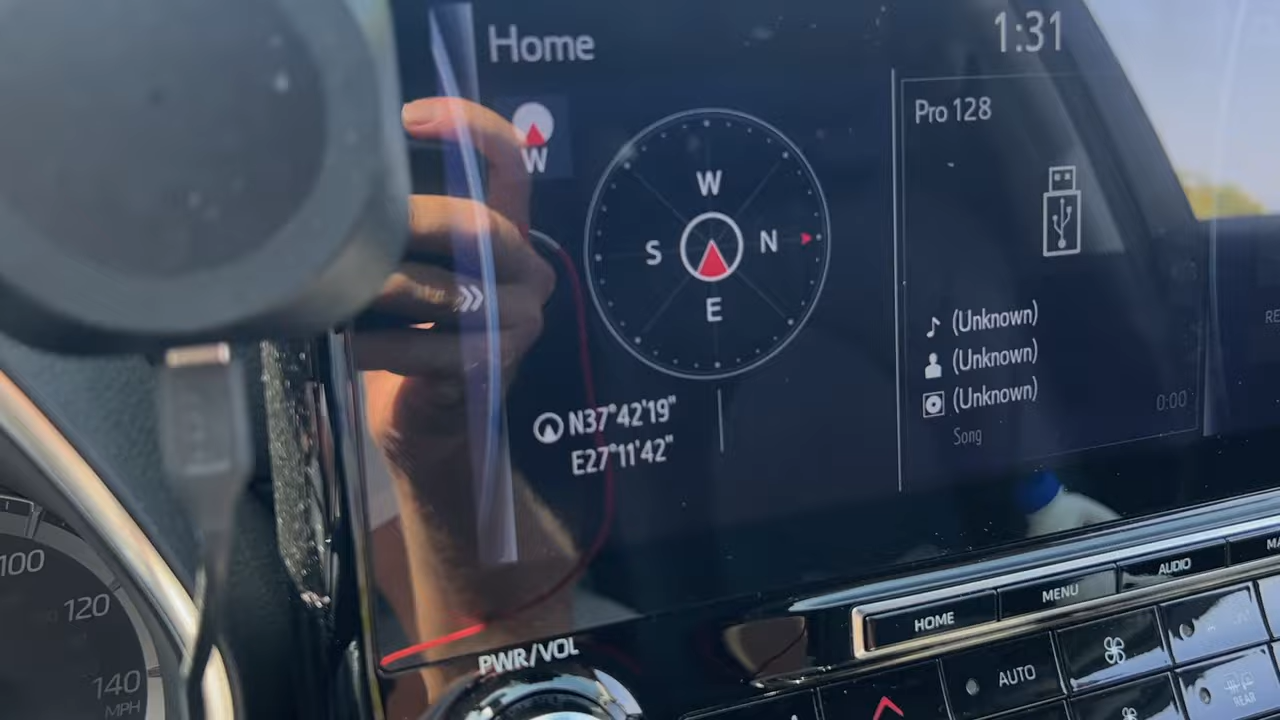 Home
1:31
W
W
S
N
E
N37°42'19"
E27°11'42"
Pro 128
(Unknown)
(Unknown)
(Unknown)
0:00
Song
PWR/VOL
HOME
MENU
AUDIO
AUTO
REAR
100
120
140
MPH